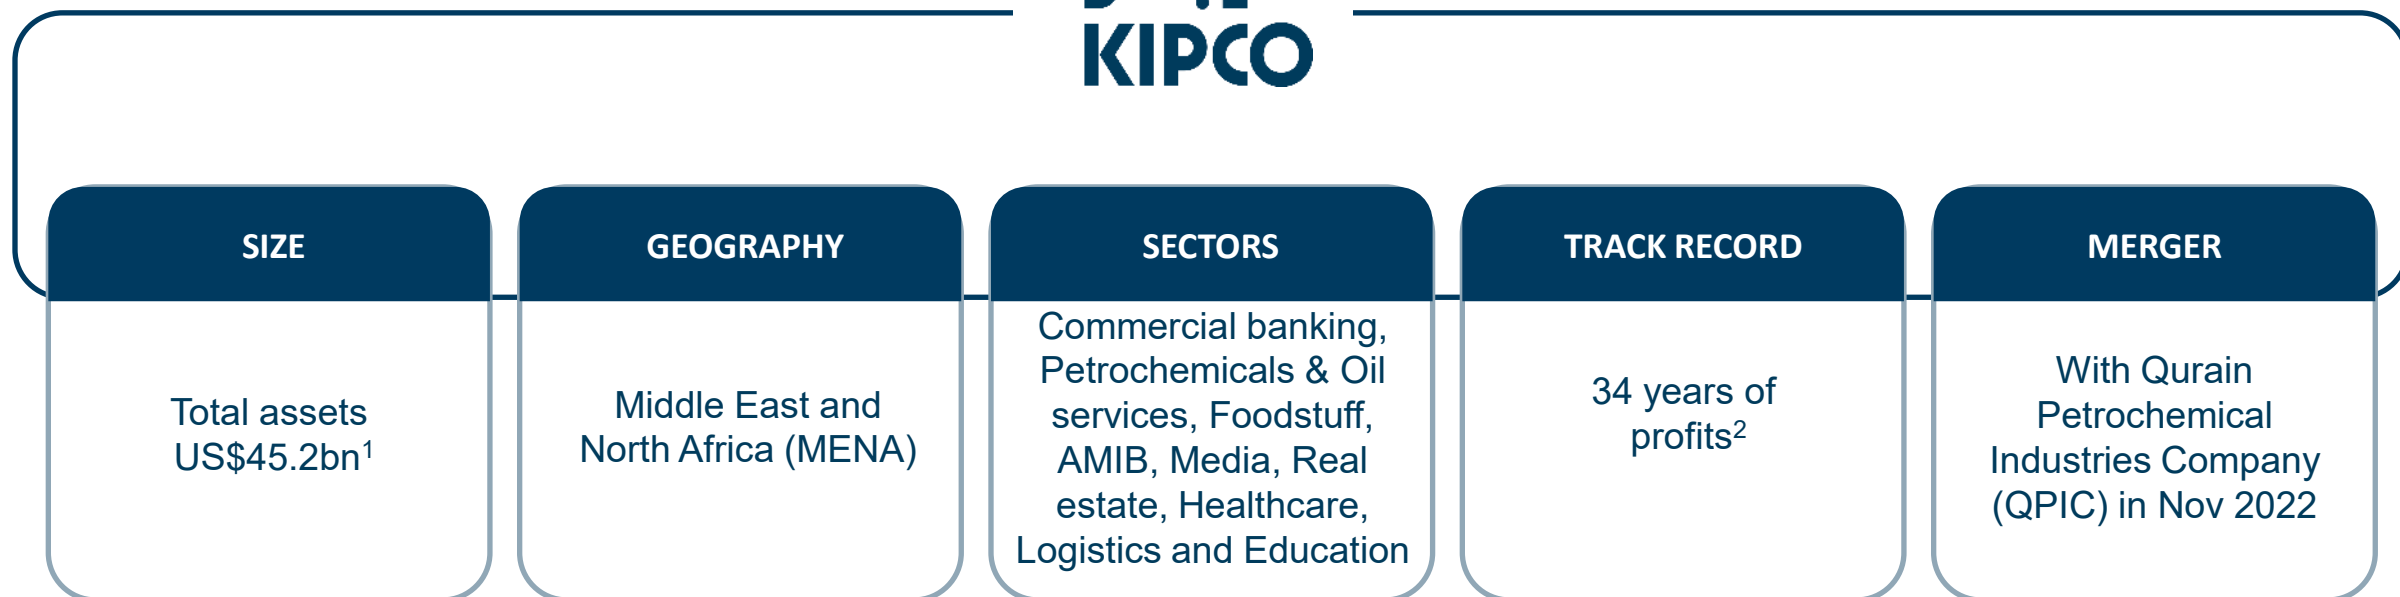 KIPCO
SIZE
Total assets
US$45.2bn¹
GEOGRAPHY
Middle East and
North Africa (MENA)
SECTORS
Commercial banking,
Petrochemicals & Oil
services, Foodstuff,
AMIB, Media, Real
estate, Healthcare,
Logistics and Education
TRACK RECORD
34 years of
profits²
MERGER
With Qurain
Petrochemical
Industries Company
(QPIC) in Nov 2022